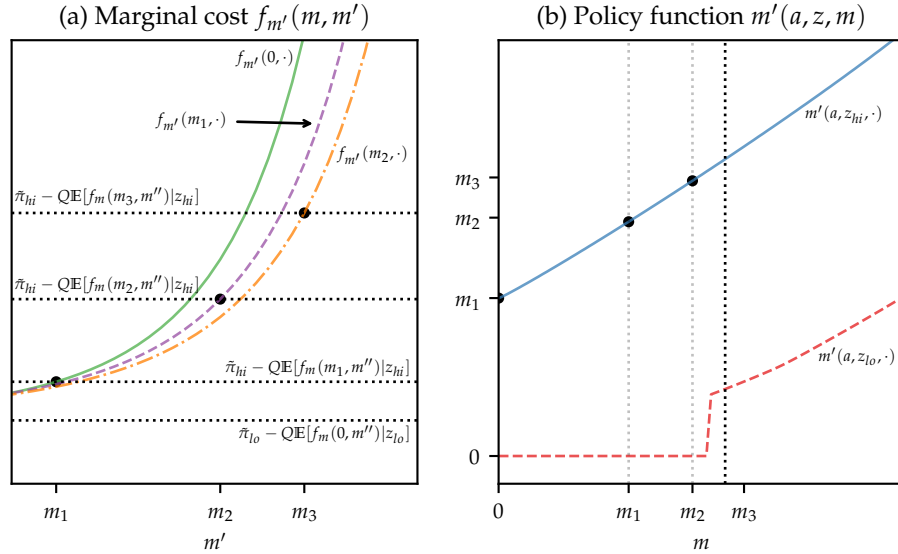 (a) Marginal cost f_{m'}(m, m')
f_{m'}(0, ·)
f_{m'}(m_1, ·)
f_{m'}(m_2, ·)
π̃_{hi} − Q𝔼[f_m(m_3, m'')|z_{hi}]
π̃_{hi} − Q𝔼[f_m(m_2, m'')|z_{hi}]
π̃_{hi} − Q𝔼[f_m(m_1, m'')|z_{hi}]
π̃_{lo} − Q𝔼[f_m(0, m'')|z_{lo}]
m_1 m_2 m_3
m'
(b) Policy function m'(a, z, m)
m'(a, z_{hi}, ·)
m_3
m_2
m_1
m'(a, z_{lo}, ·)
0
0 m_1 m_2 m_3
m